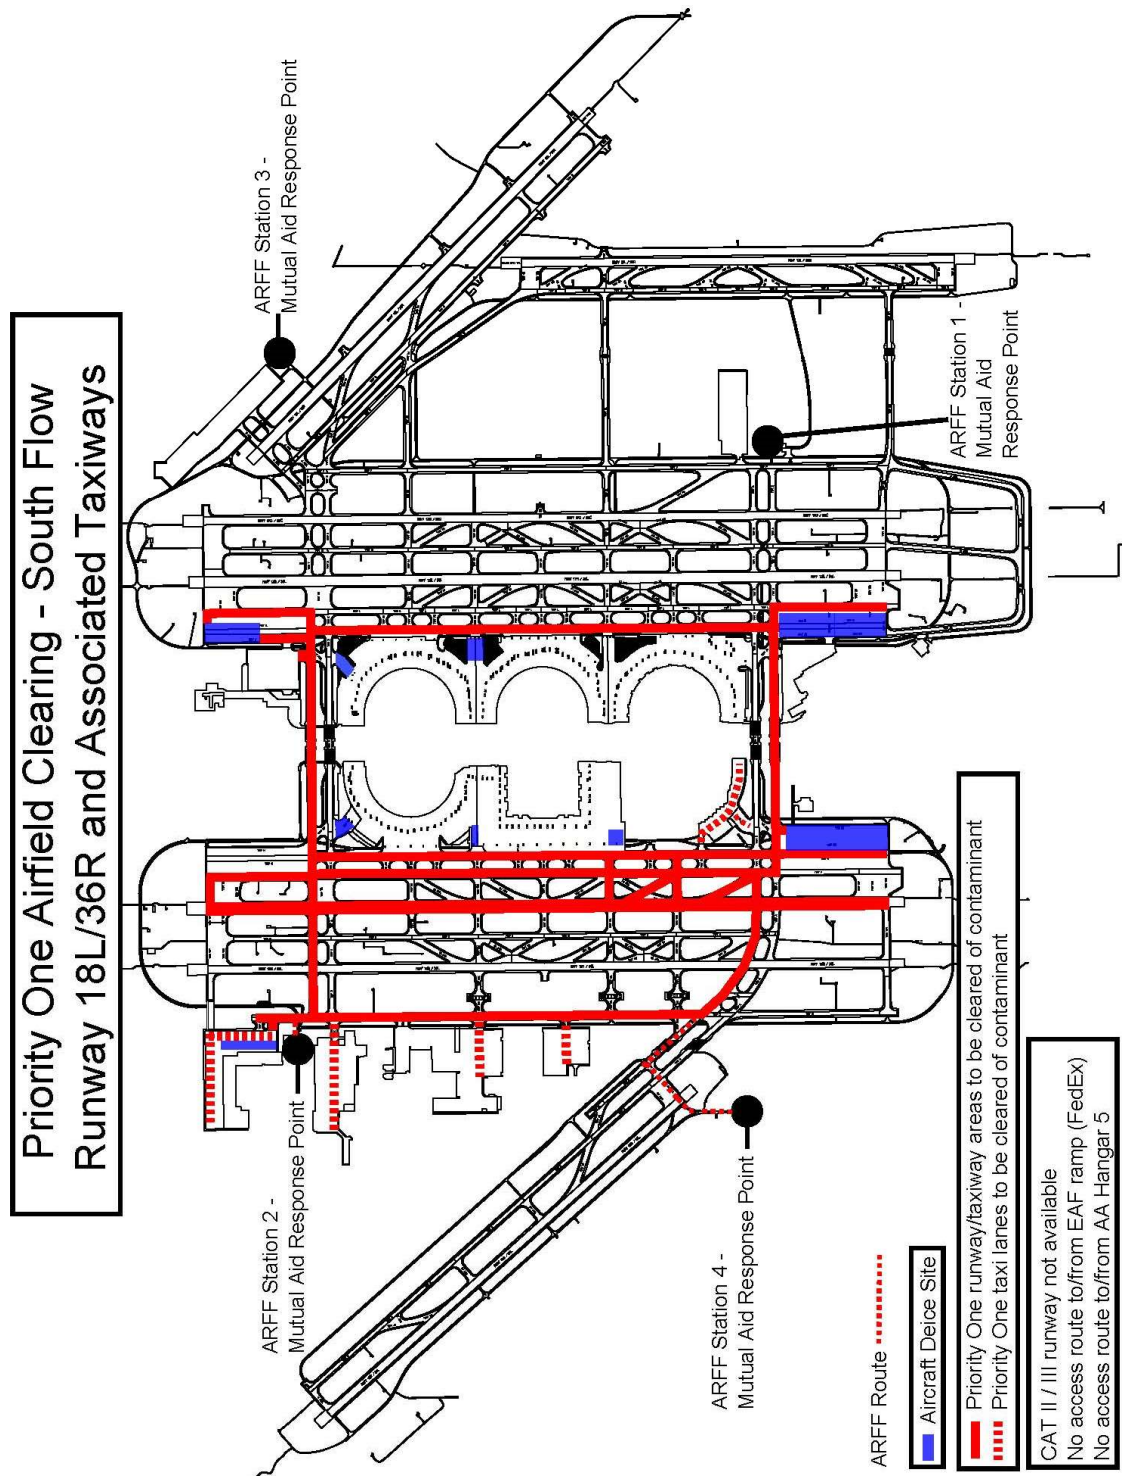 Priority One Airfield Clearing - South Flow
Runway 18L/36R and Associated Taxiways
ARFF Station 3 -
Mutual Aid Response Point
ARFF Station 1 -
Mutual Aid
Response Point
ARFF Station 2 -
Mutual Aid Response Point
ARFF Station 4 -
Mutual Aid Response Point
ARFF Route
Aircraft Deice Site
Priority One runway/taxiway areas to be cleared of contaminant
Priority One taxi lanes to be cleared of contaminant
CAT II / III runway not available
No access route to/from EAF ramp (FedEx)
No access route to/from AA Hangar 5